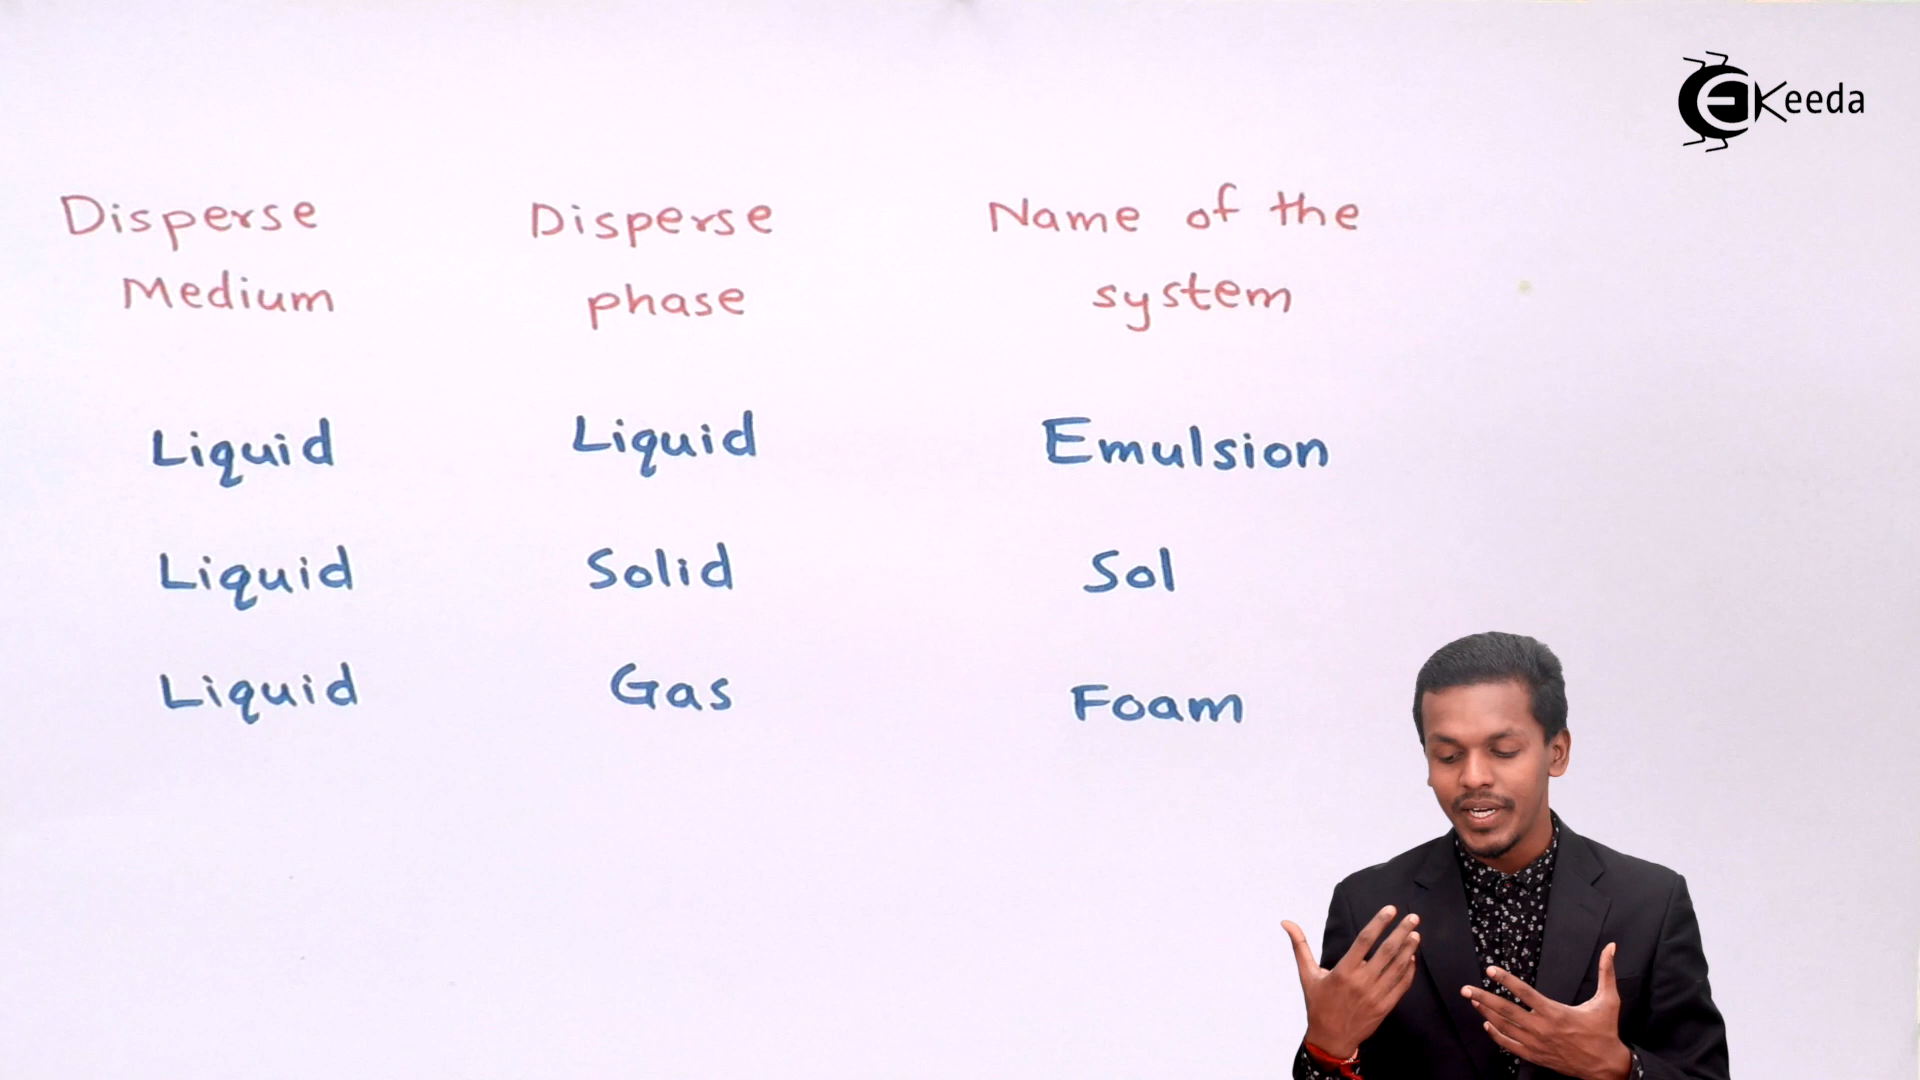 EKeeda
Disperse Medium
Disperse phase
Name of the system
Liquid Liquid Emulsion
Liquid Solid Sol
Liquid Gas Foam